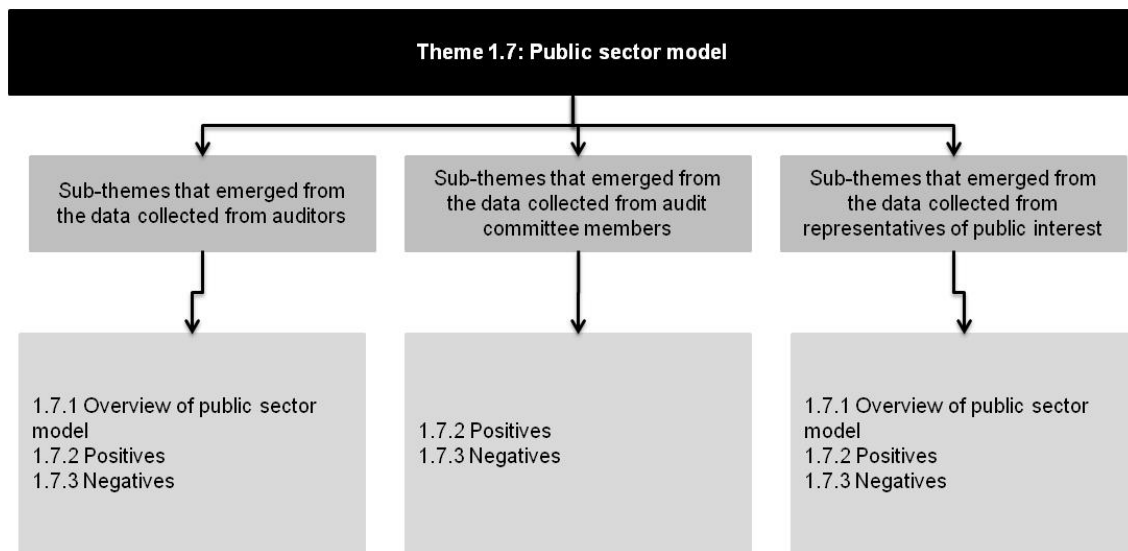 Theme 1.7: Public sector model
Sub-themes that emerged from
the data collected from auditors
Sub-themes that emerged from
the data collected from audit
committee members
Sub-themes that emerged from
the data collected from
representatives of public interest
1.7.1 Overview of public sector
model
1.7.2 Positives
1.7.3 Negatives
1.7.2 Positives
1.7.3 Negatives
1.7.1 Overview of public sector
model
1.7.2 Positives
1.7.3 Negatives